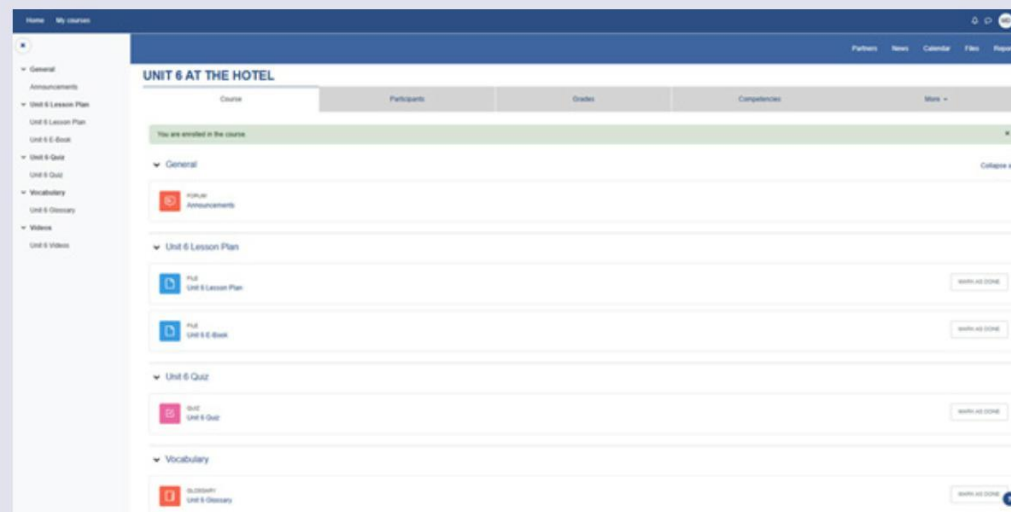 Home My courses
Partners News Calendar Files
General
Announcements
Unit 6 Lesson Plan
Unit 6 Lesson Plan
Unit 6 E-Book
Unit 6 Quiz
Unit 6 Quiz
Vocabulary
Unit 6 Glossary
Videos
Unit 6 Videos
UNIT 6 AT THE HOTEL
Course Participants Grades Competencies More
You are enrolled in the course.
General
Collapse
FORUM
Announcements
Unit 6 Lesson Plan
FILE
Unit 6 Lesson Plan
MARK AS DONE
FILE
Unit 6 E-Book
MARK AS DONE
Unit 6 Quiz
QUIZ
Unit 6 Quiz
MARK AS DONE
Vocabulary
GLOSSARY
Unit 6 Glossary
MARK AS DONE